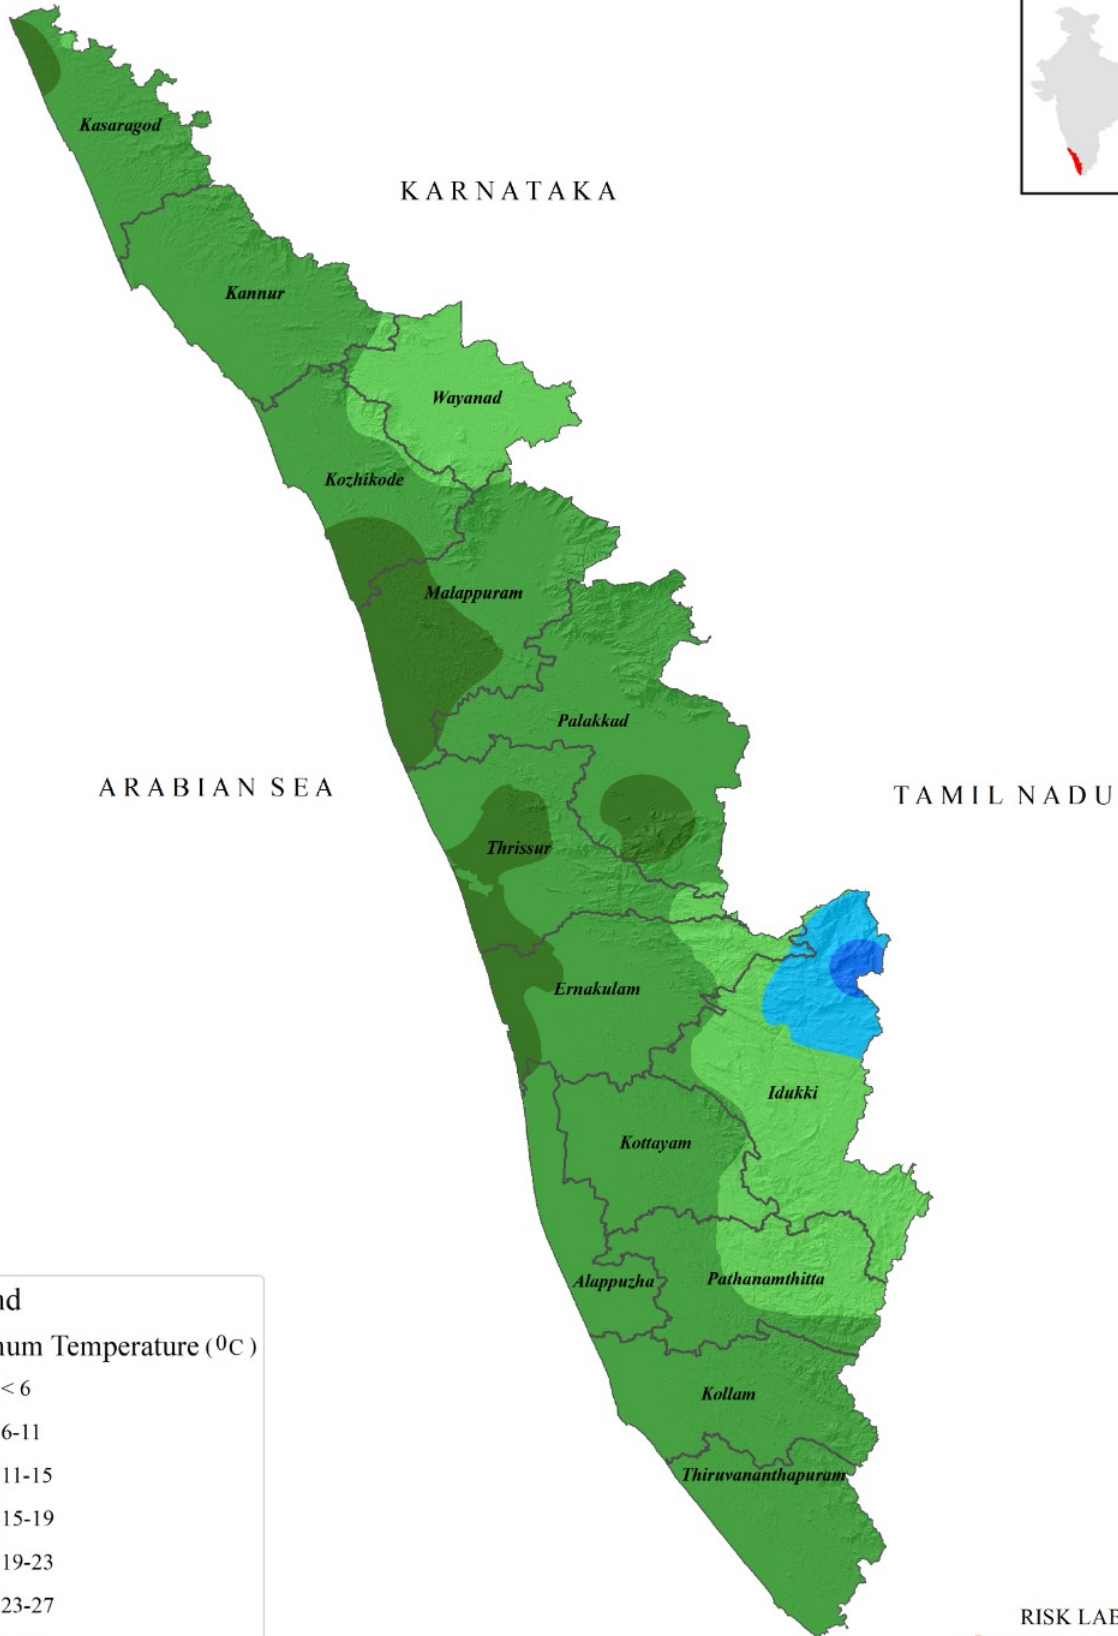 Kasaragod
KARNATAKA
Kannur
Wayanad
Kozhikode
Malappuram
Palakkad
ARABIAN SEA
TAMIL NADU
Thrissur
Ernakulam
Idukki
Kottayam
Alappuzha
Pathanamthitta
Kollam
Thiruvananthapuram
nd
num Temperature (0C)
< 6
6-11
11-15
15-19
19-23
23-27
RISK LAB